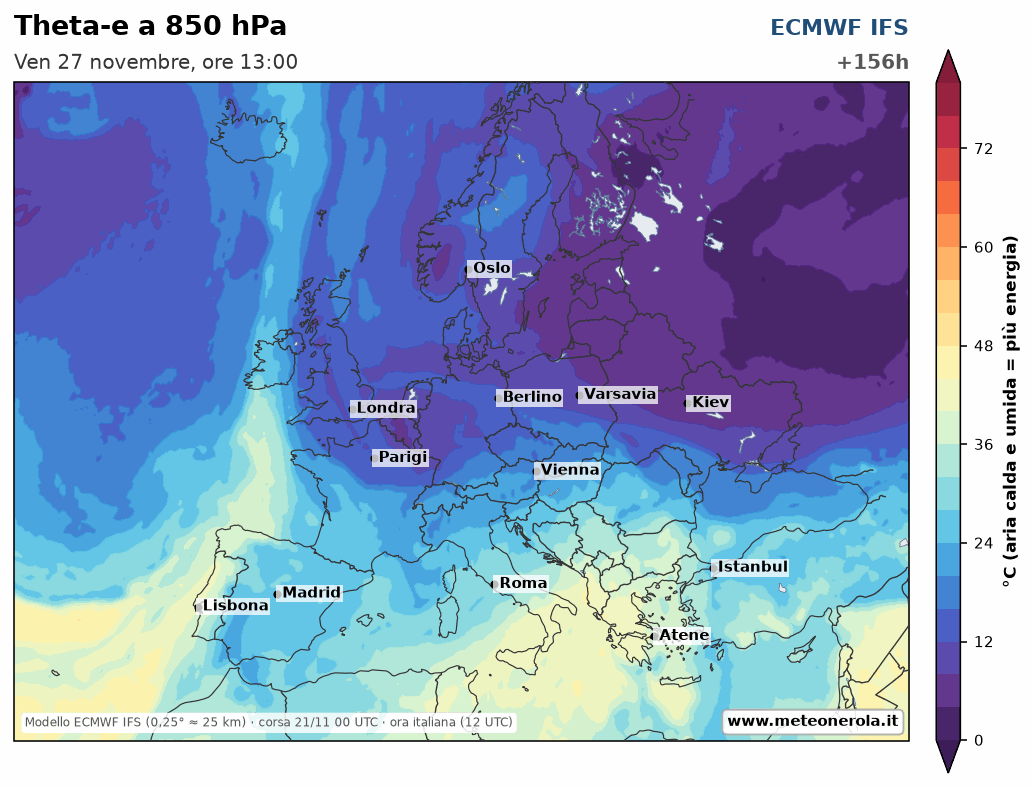 Theta-e a 850 hPa
ECMWF IFS
Ven 27 novembre, ore 13:00
+156h
72
60
48
36
24
12
0
°C (aria calda e umida = più energia)
Oslo
Londra
Berlino
Varsavia
Kiev
Parigi
Vienna
Istanbul
Roma
Madrid
Lisbona
Atene
Modello ECMWF IFS (0,25° ≈ 25 km) · corsa 21/11 00 UTC · ora italiana (12 UTC)
www.meteonerola.it